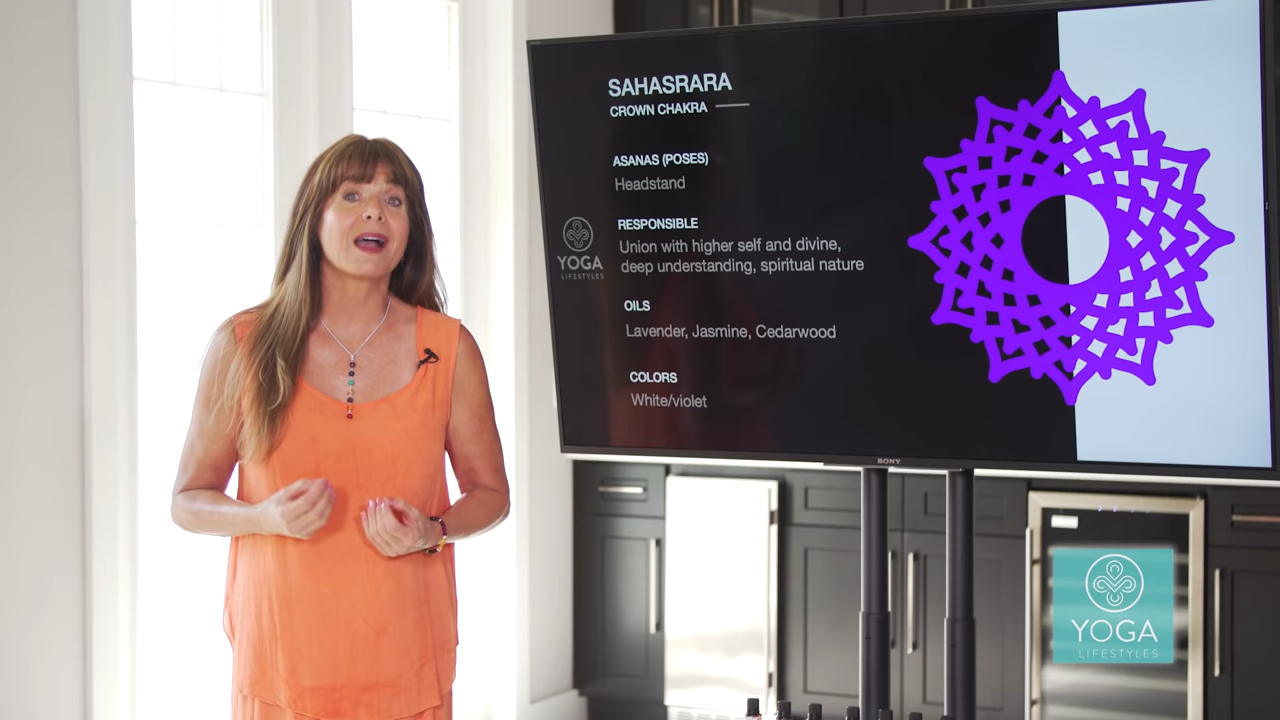 SAHASRARA
CROWN CHAKRA
ASANAS (POSES)
Headstand
RESPONSIBLE
Union with higher self and divine,
deep understanding, spiritual nature
OILS
Lavender, Jasmine, Cedarwood
COLORS
White/violet
YOGA
LIFESTYLES
SONY
YOGA
LIFESTYLES